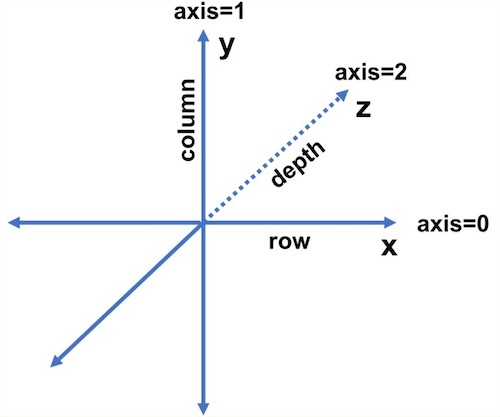 axis=1
y
column
axis=2
z
depth
axis=0
row
x